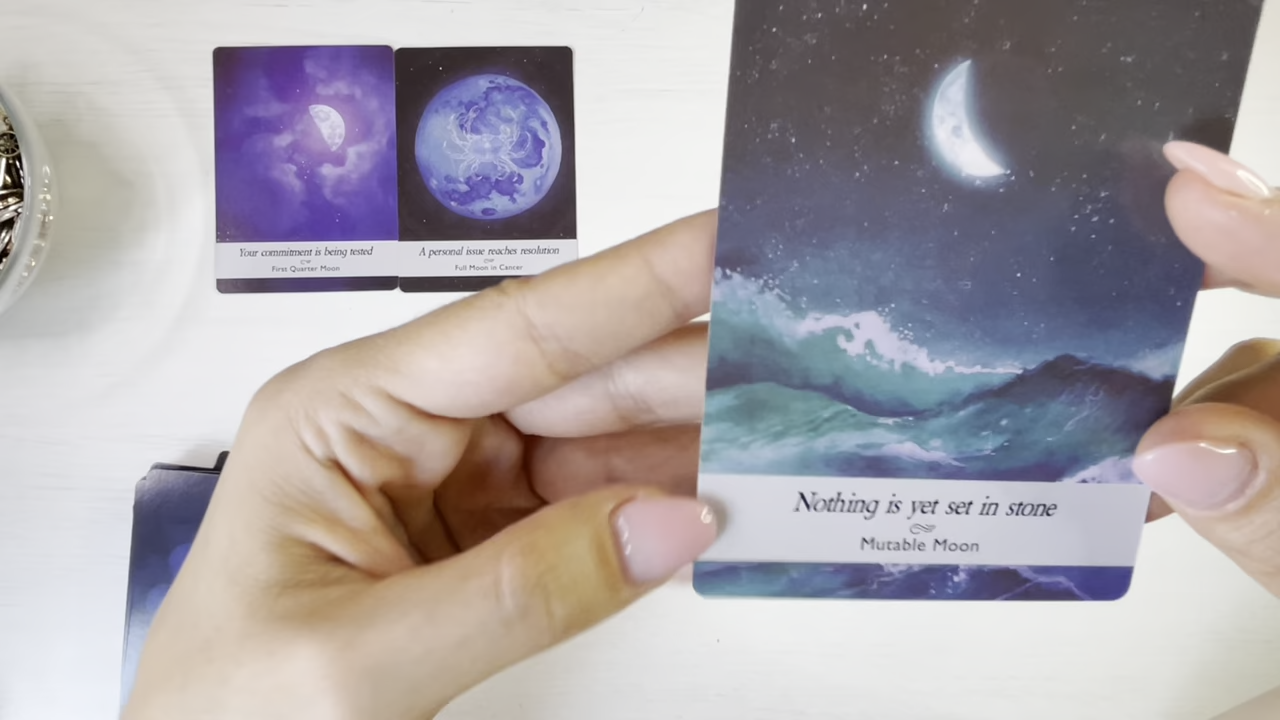 Your commitment is being tested
First Quarter Moon
A personal issue reaches resolution
Full Moon in Cancer
Nothing is yet set in stone
Mutable Moon